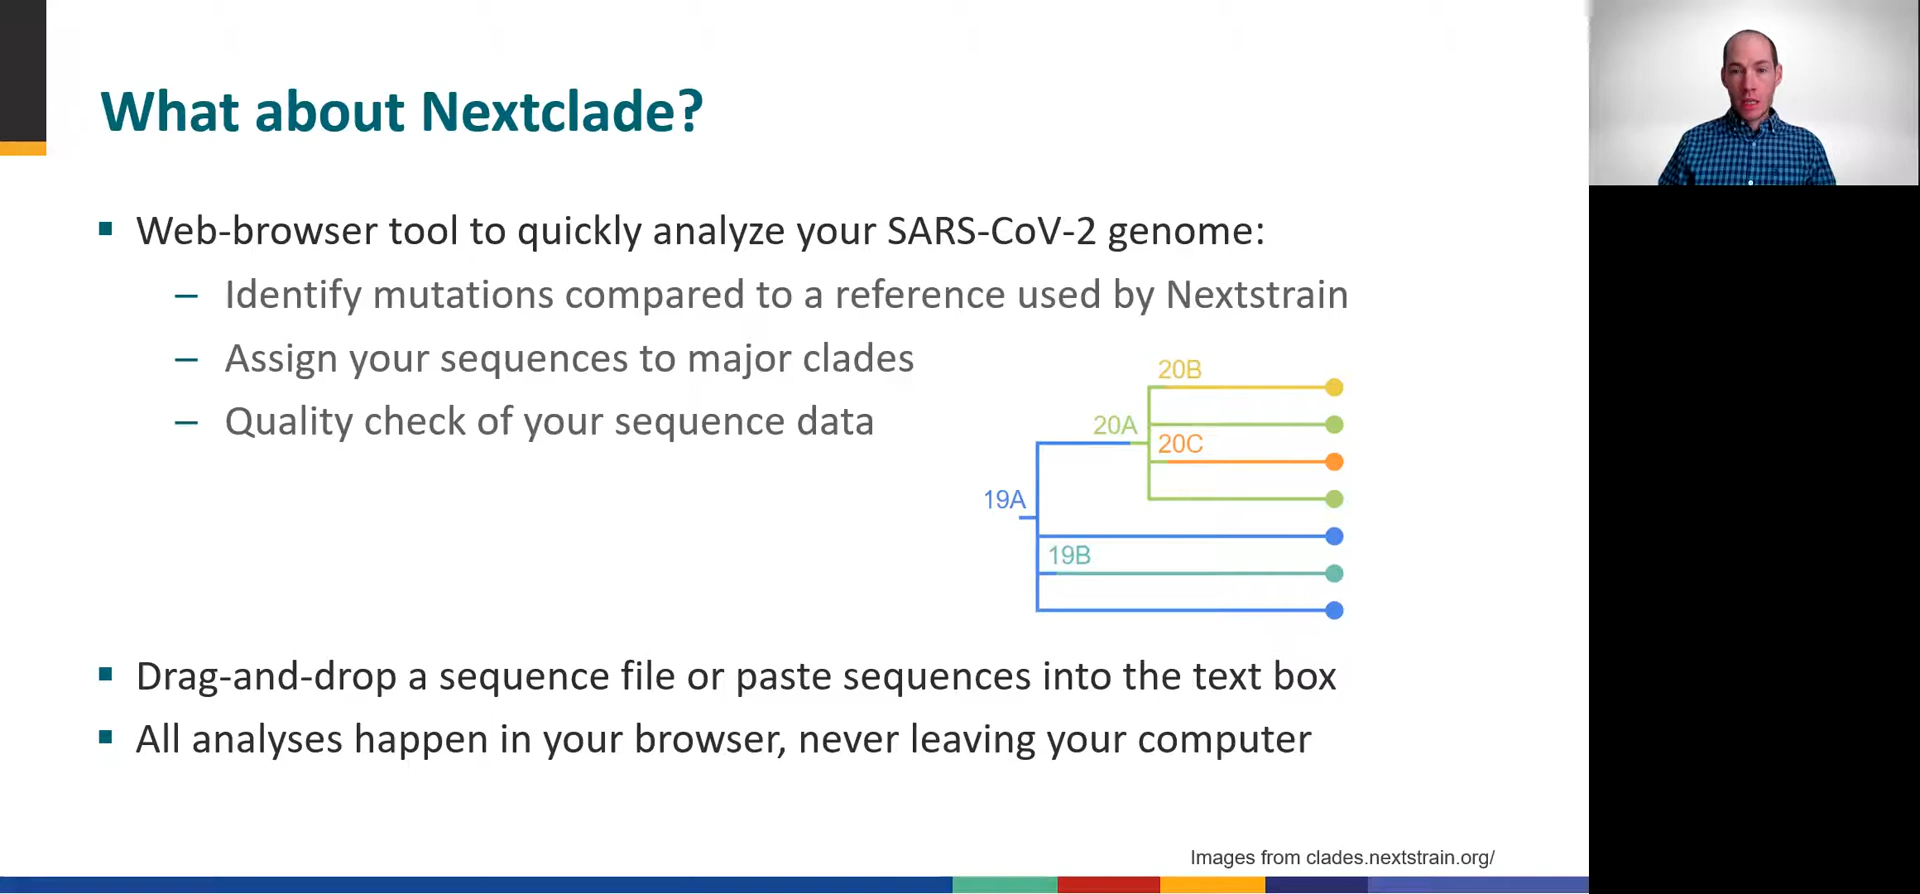 What about Nextclade?
▪ Web-browser tool to quickly analyze your SARS-CoV-2 genome:
– Identify mutations compared to a reference used by Nextstrain
– Assign your sequences to major clades
– Quality check of your sequence data
20B
20A
20C
19A
19B
▪ Drag-and-drop a sequence file or paste sequences into the text box
▪ All analyses happen in your browser, never leaving your computer
Images from clades.nextstrain.org/